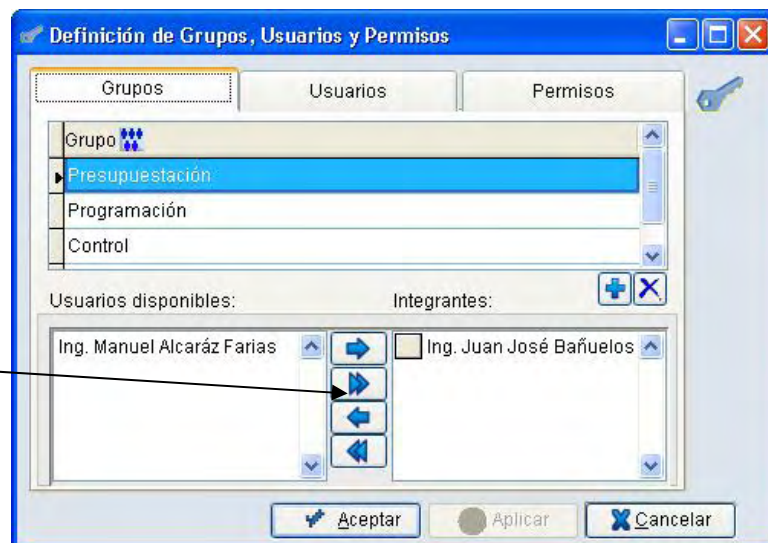 Definición de Grupos, Usuarios y Permisos
Grupos Usuarios Permisos
Grupo
Presupuestación
Programación
Control
Usuarios disponibles: Integrantes:
Ing. Manuel Alcaráz Farias Ing. Juan José Bañuelos
Aceptar Aplicar Cancelar